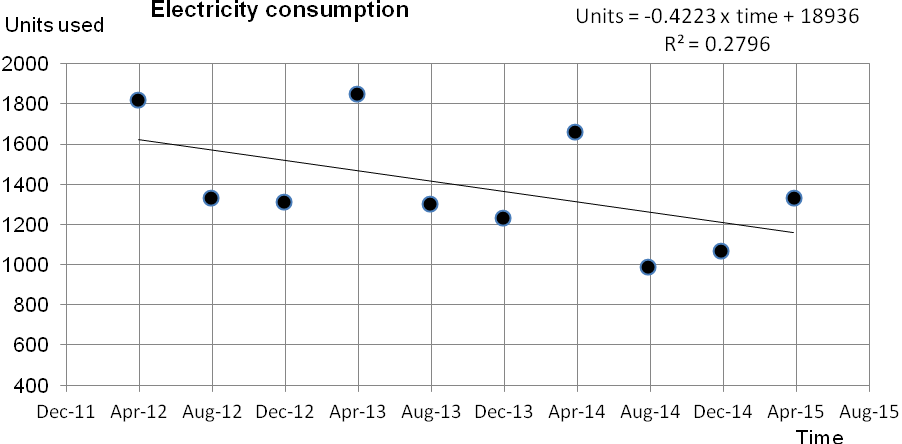 Electricity consumption
Units used
Units = -0.4223 x time + 18936
R² = 0.2796
2000
1800
1600
1400
1200
1000
800
600
400
Dec-11 Apr-12 Aug-12 Dec-12 Apr-13 Aug-13 Dec-13 Apr-14 Aug-14 Dec-14 Apr-15 Aug-15
Time